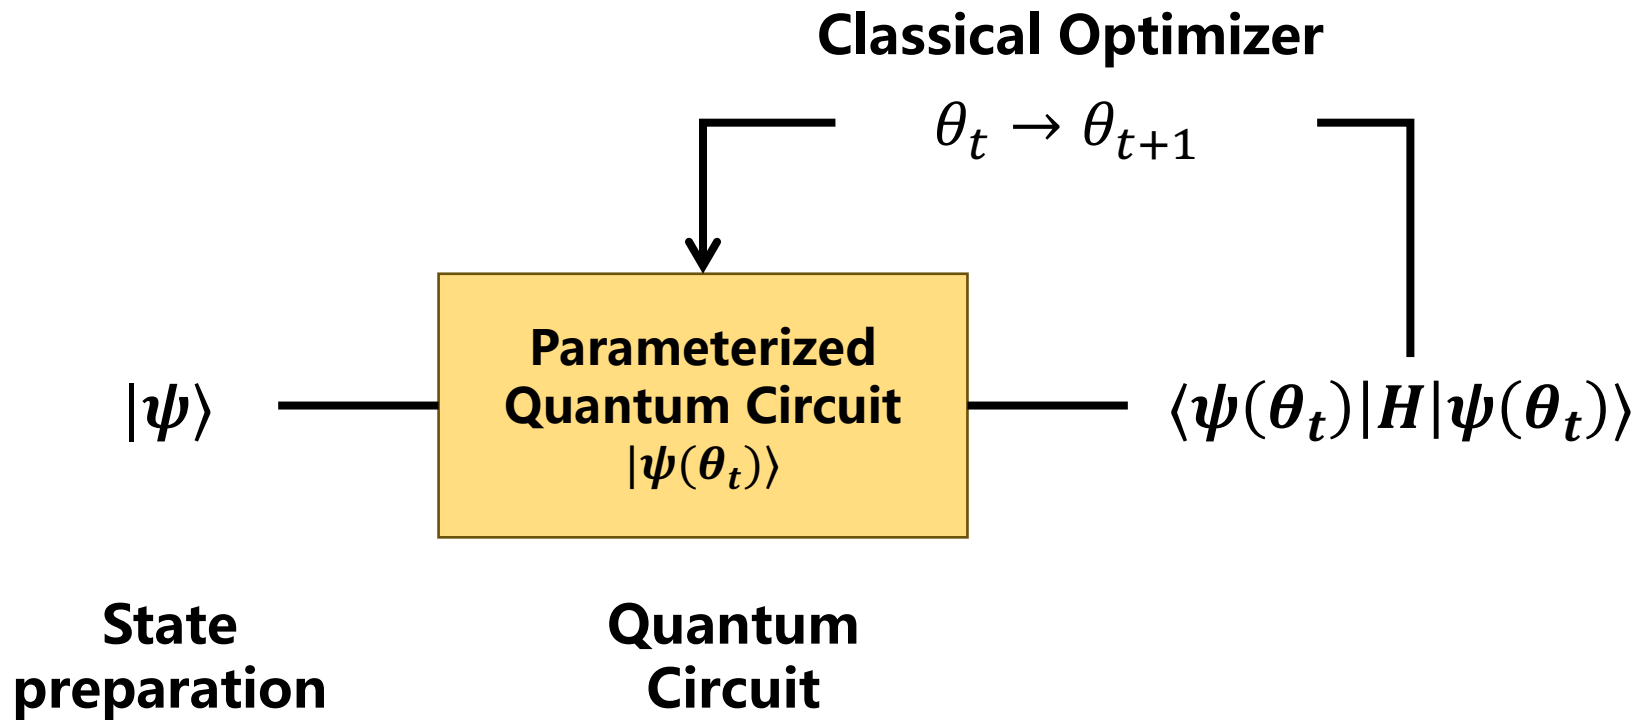 Classical Optimizer
θₜ → θₜ₊₁
Parameterized
Quantum Circuit
|ψ(θₜ)⟩
|ψ⟩
⟨ψ(θₜ)|H|ψ(θₜ)⟩
State
preparation
Quantum
Circuit